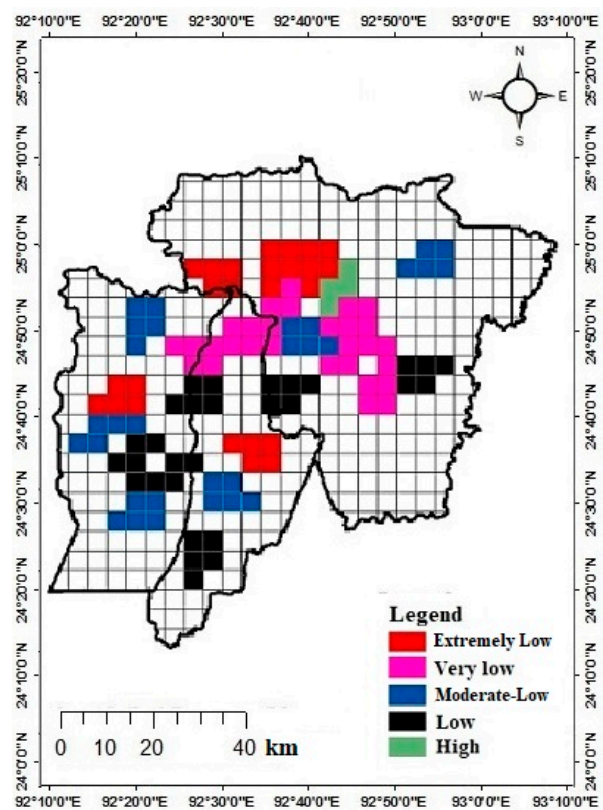 92°10'0"E 92°20'0"E 92°30'0"E 92°40'0"E 92°50'0"E 93°0'0"E 93°10'0"E
25°20'0"N 25°20'0"N
25°10'0"N 25°10'0"N
25°0'0"N 25°0'0"N
24°50'0"N 24°50'0"N
24°40'0"N 24°40'0"N
24°30'0"N 24°30'0"N
24°20'0"N 24°20'0"N
24°10'0"N 24°10'0"N
24°0'0"N 24°0'0"N
N
W E
S
Legend
Extremely Low
Very low
Moderate-Low
Low
High
0 10 20 40 km
92°10'0"E 92°20'0"E 92°30'0"E 92°40'0"E 92°50'0"E 93°0'0"E 93°10'0"E